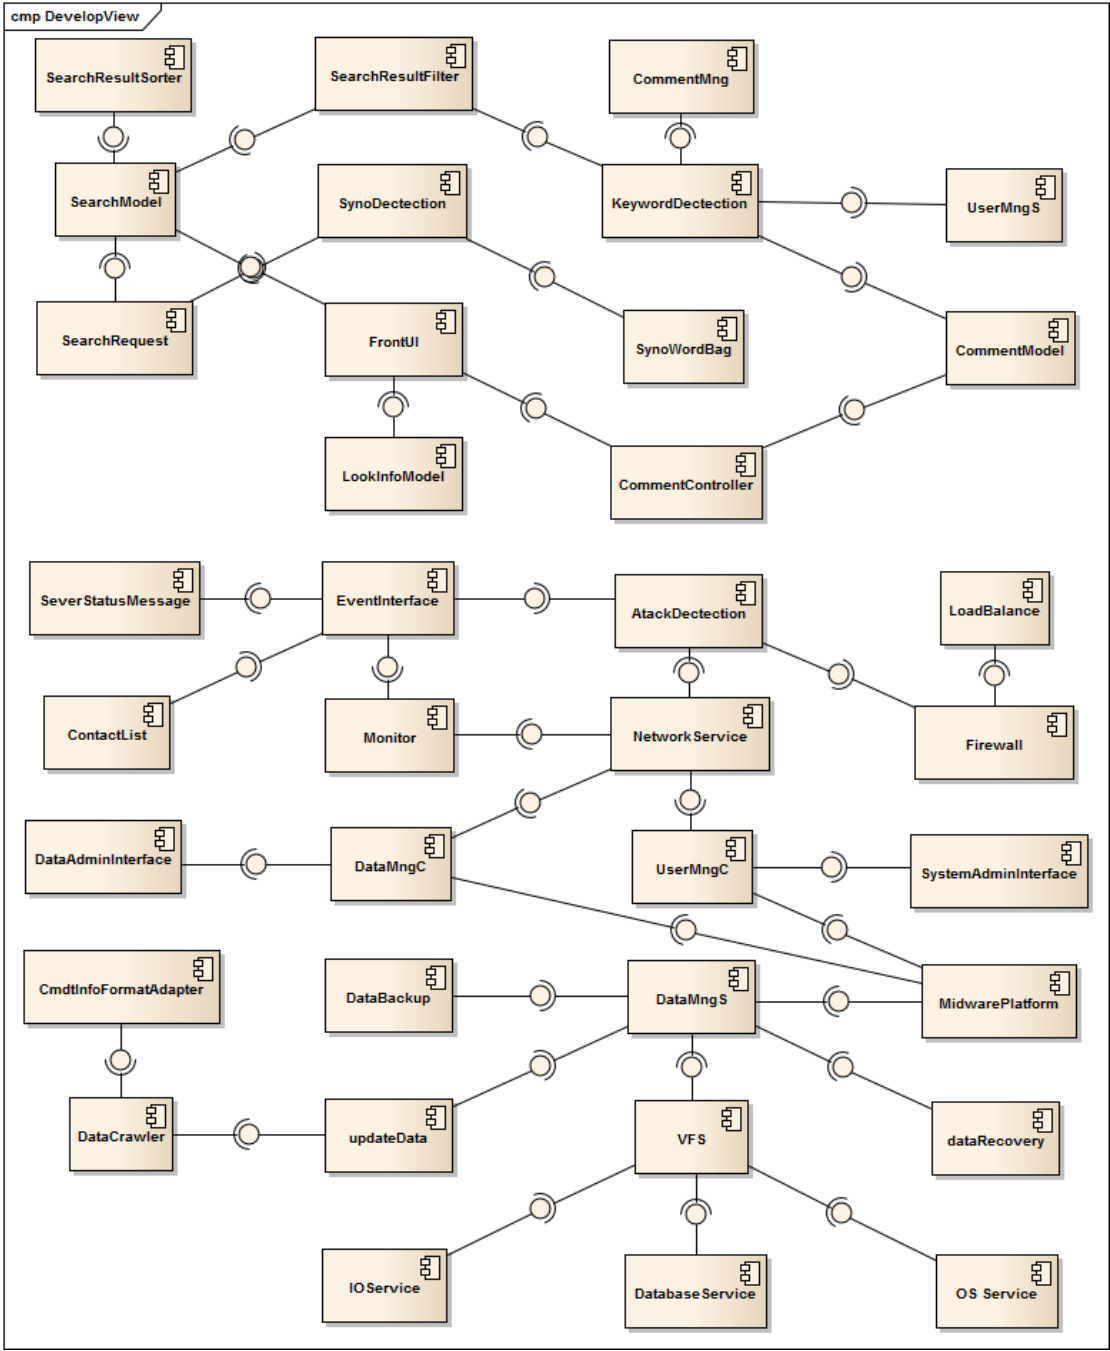 cmp DevelopView
SearchResultSorter
SearchResultFilter
CommentMng
SearchModel
SynoDectection
KeywordDectection
UserMngS
SearchRequest
FrontUI
SynoWordBag
CommentModel
LookInfoModel
CommentController
SeverStatusMessage
EventInterface
AtackDectection
LoadBalance
ContactList
Monitor
NetworkService
Firewall
DataAdminInterface
DataMngC
UserMngC
SystemAdminInterface
CmdtInfoFormatAdapter
DataBackup
DataMngS
MidwarePlatform
DataCrawler
updateData
VFS
dataRecovery
IOService
DatabaseService
OS Service